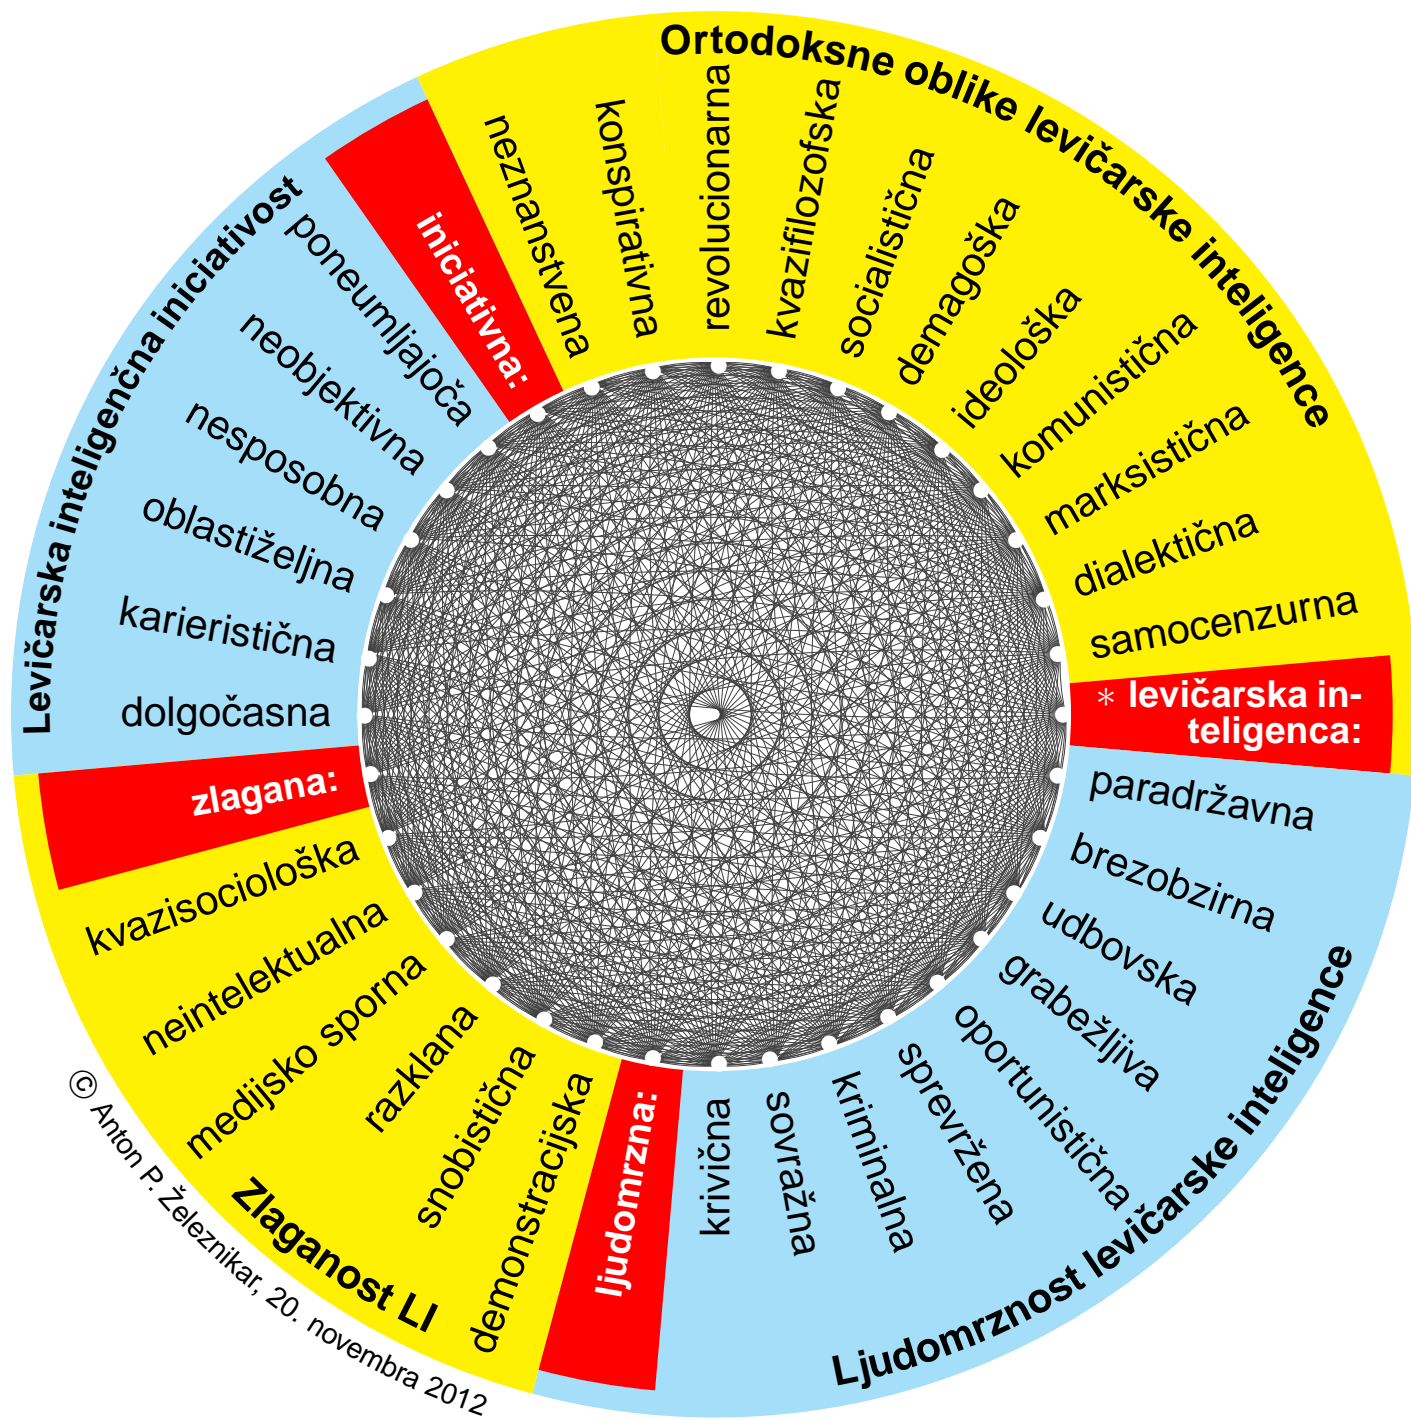 Ortodoksne oblike levičarske inteligence
∗ levičarska in-
teligenca:
samocenzurna
dialektična
marksistična
komunistična
ideološka
demagoška
socialistična
kvazifilozofska
revolucionarna
konspirativna
neznanstvena
Levičarska inteligenčna iniciativost
iniciativna:
poneumljajoča
neobjektivna
nesposobna
oblastiželjna
karieristična
dolgočasna
zlagana:
kvazisociološka
neintelektualna
medijsko sporna
razklana
snobistična
demonstracijska
Zlaganost LI
ljudomrzna:
krivična
sovražna
kriminalna
sprevržena
oportunistična
grabežljiva
udbovska
brezobzirna
paradržavna
Ljudomrznost levičarske inteligence
© Anton P. Železnikar, 20. novembra 2012